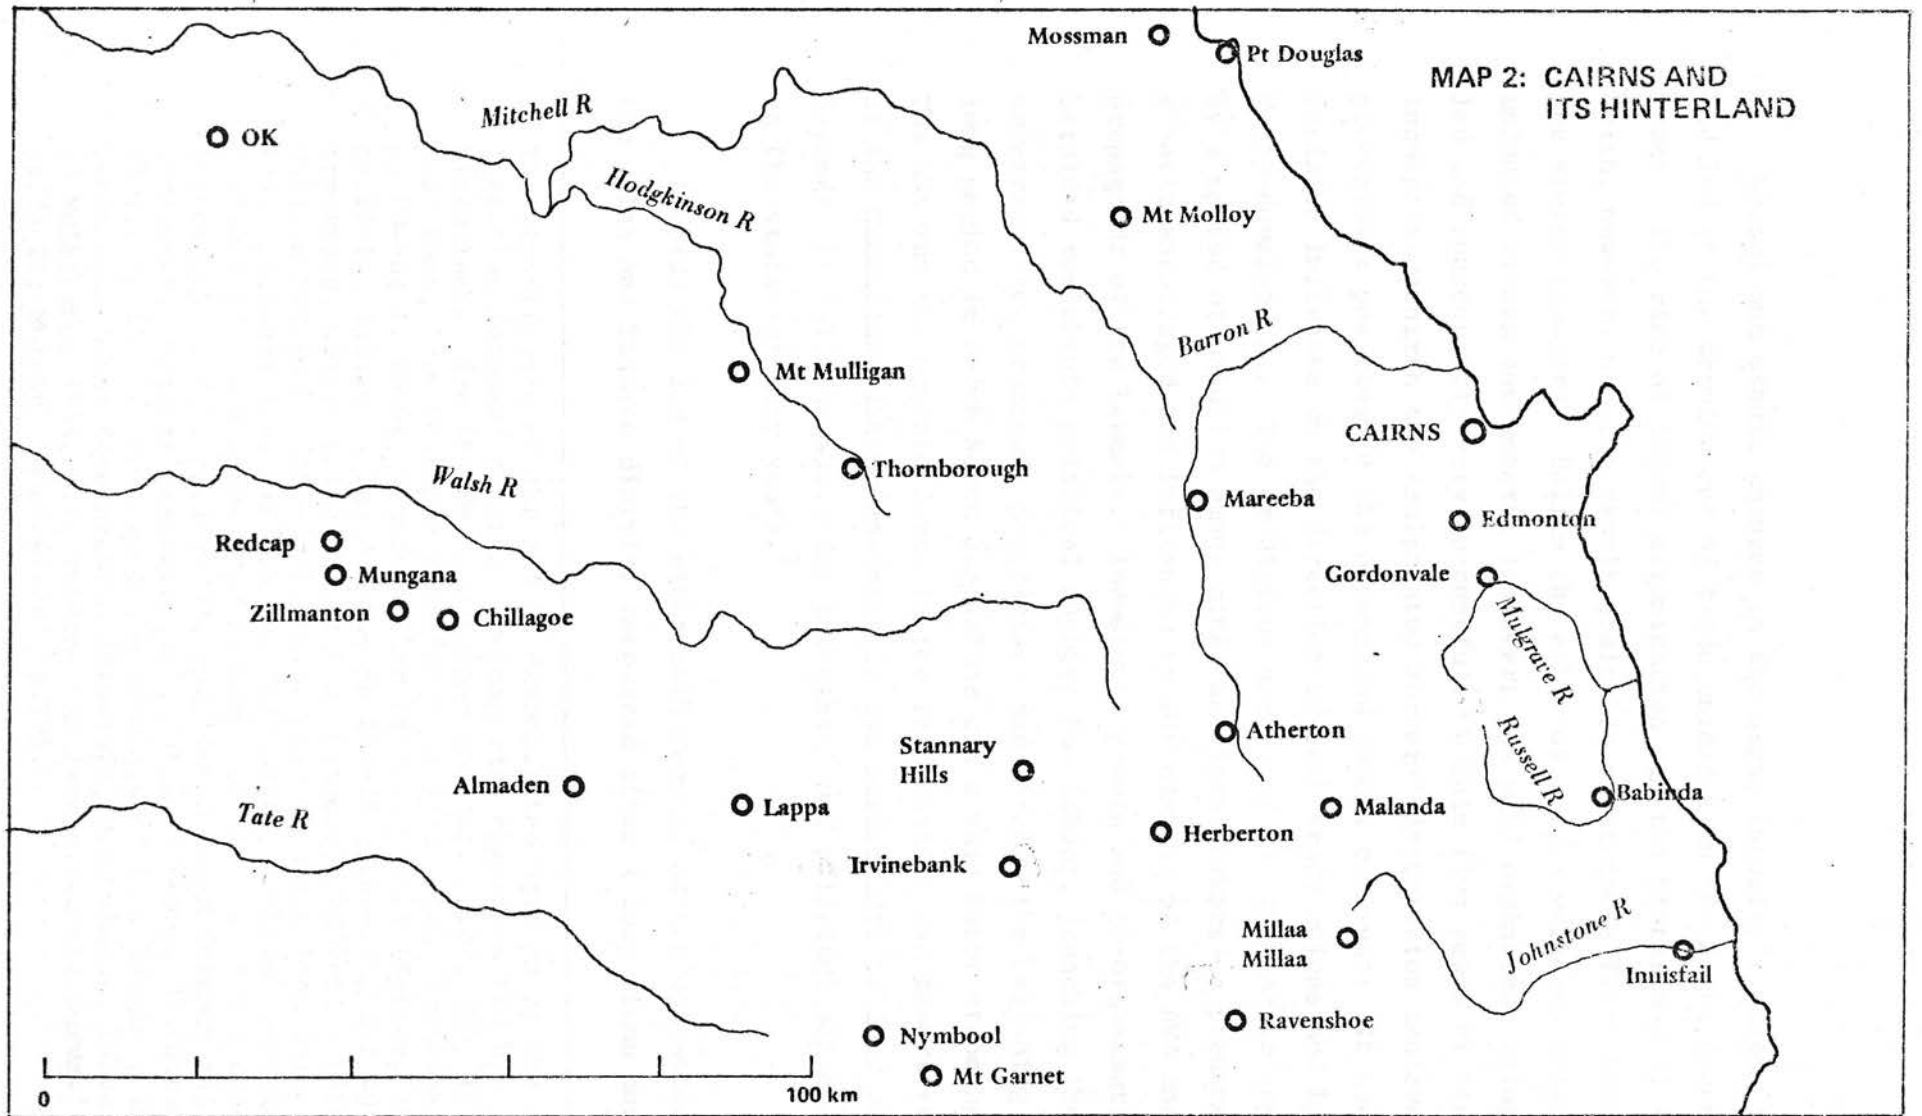 MAP 2: CAIRNS AND
ITS HINTERLAND
Mossman
Pt Douglas
OK
Mitchell R
Hodgkinson R
Mt Molloy
Barron R
Mt Mulligan
CAIRNS
Thornborough
Walsh R
Mareeba
Edmonton
Redcap
Mungana
Gordonvale
Zillmanton
Chillagoe
Mulgrave R
Russell R
Atherton
Stannary
Hills
Almaden
Lappa
Babinda
Malanda
Tate R
Herberton
Irvinebank
Millaa
Millaa
Johnstone R
Innisfail
Ravenshoe
Nymbool
Mt Garnet
0
100 km